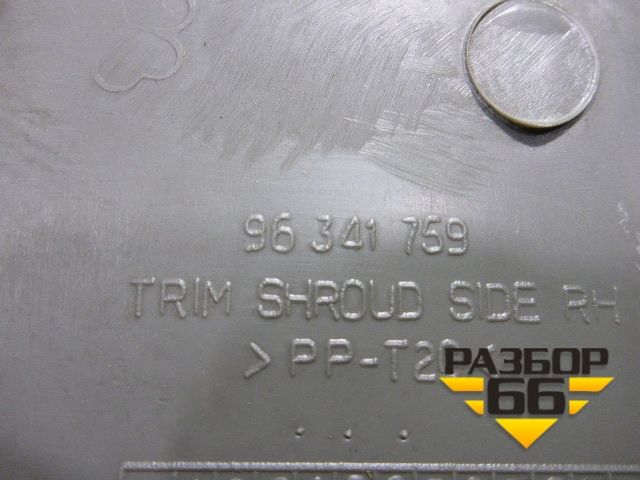 96 341 759
TRIM SHROUD SIDE RH
>PP-T20<
РАЗБОР
66